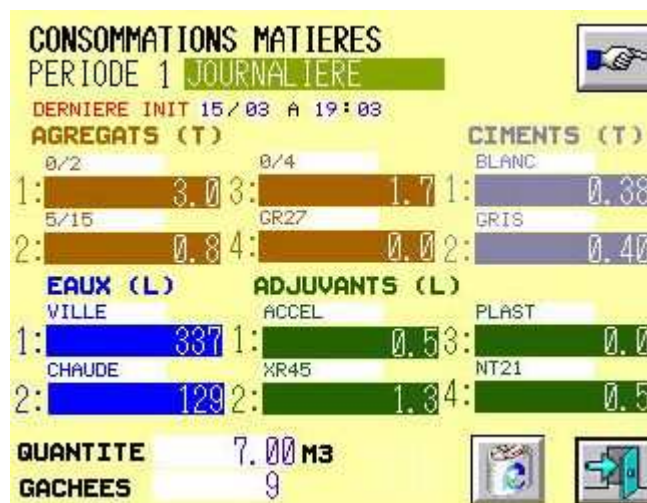 CONSOMMATIONS MATIERES
PERIODE 1 JOURNALIERE
DERNIERE INIT 15/03 A 19:03
AGREGATS (T) CIMENTS (T)
0/2 0/4 BLANC
1: 3.0 3: 1.7 1: 0.38
5/15 GR27 GRIS
2: 0.8 4: 0.0 2: 0.40
EAUX (L) ADJUVANTS (L)
VILLE ACCEL PLAST
1: 337 1: 0.5 3: 0.0
CHAUDE XR45 NT21
2: 129 2: 1.3 4: 0.5
QUANTITE 7.00 M3
GACHEES 9